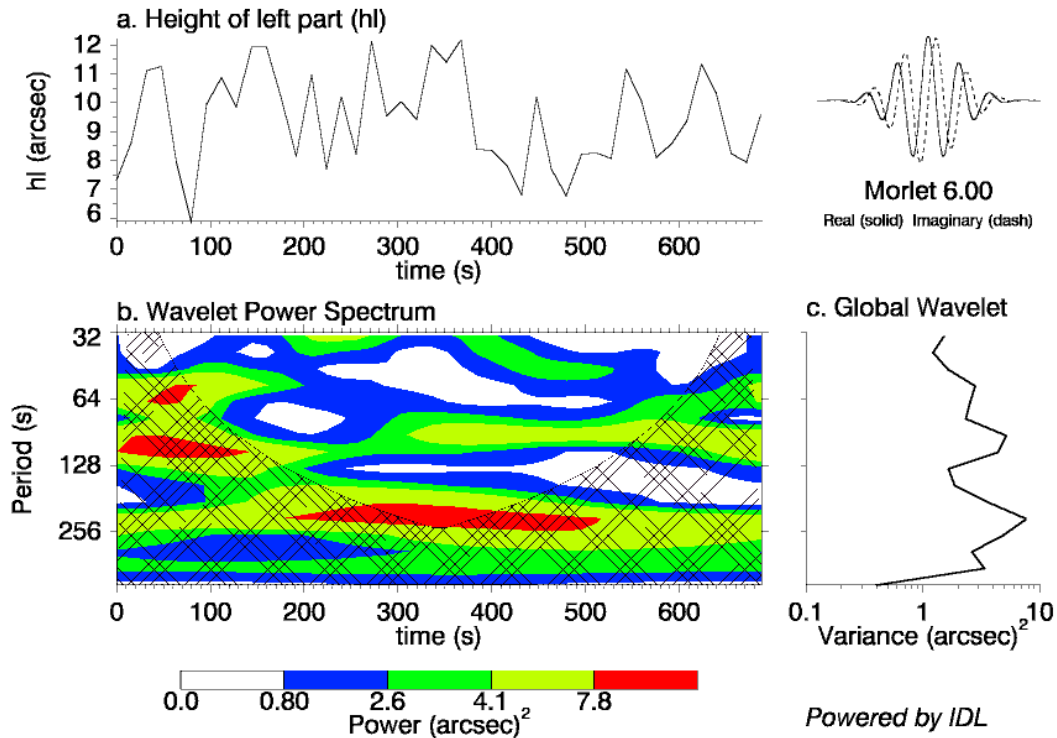 a. Height of left part (hl)
12
11
10
9
8
7
6
hl (arcsec)
0 100 200 300 400 500 600
time (s)
Morlet 6.00
Real (solid) Imaginary (dash)
b. Wavelet Power Spectrum
32
64
128
256
Period (s)
0 100 200 300 400 500 600
time (s)
c. Global Wavelet
0.1 1 10
Variance (arcsec)²
0.0 0.80 2.6 4.1 7.8
Power (arcsec)²
Powered by IDL